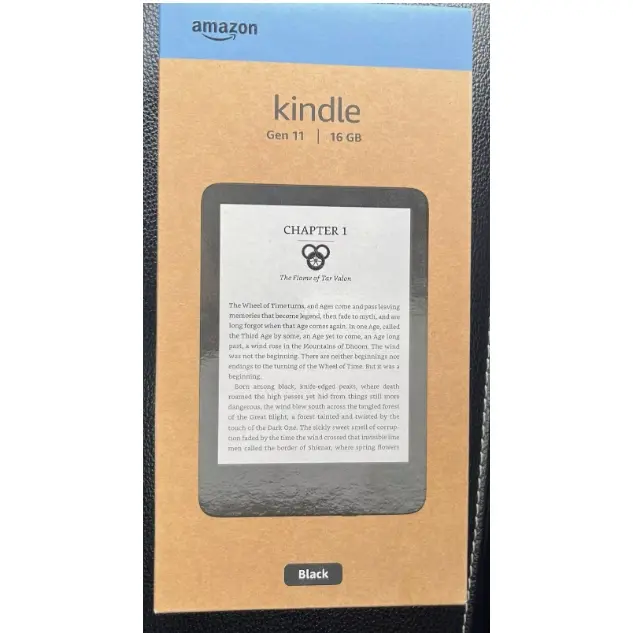 amazon
kindle
Gen 11 | 16 GB
CHAPTER 1
The Flame of Tar Valon
The Wheel of Time turns, and Ages come and pass leaving
memories that become legend, then fade to myth, and are
long forgot when that Age comes again. In one Age, called
the Third Age by some, an Age yet to come, an Age long
past, a wind rose in the Mountains of Dhoom. The wind
was not the beginning. There are neither beginnings nor
endings to the turning of the Wheel of Time. But it was a
beginning.
Born among black, knife-edged peaks, where death
roamed the high passes yet hid from things still more
dangerous, the wind blew south across the tangled forest
of the Great Blight, a forest tainted and twisted by the
touch of the Dark One. The sickly sweet smell of corrup-
tion faded by the time the wind crossed that invisible line
men called the border of Shienar, where spring flowers
Black